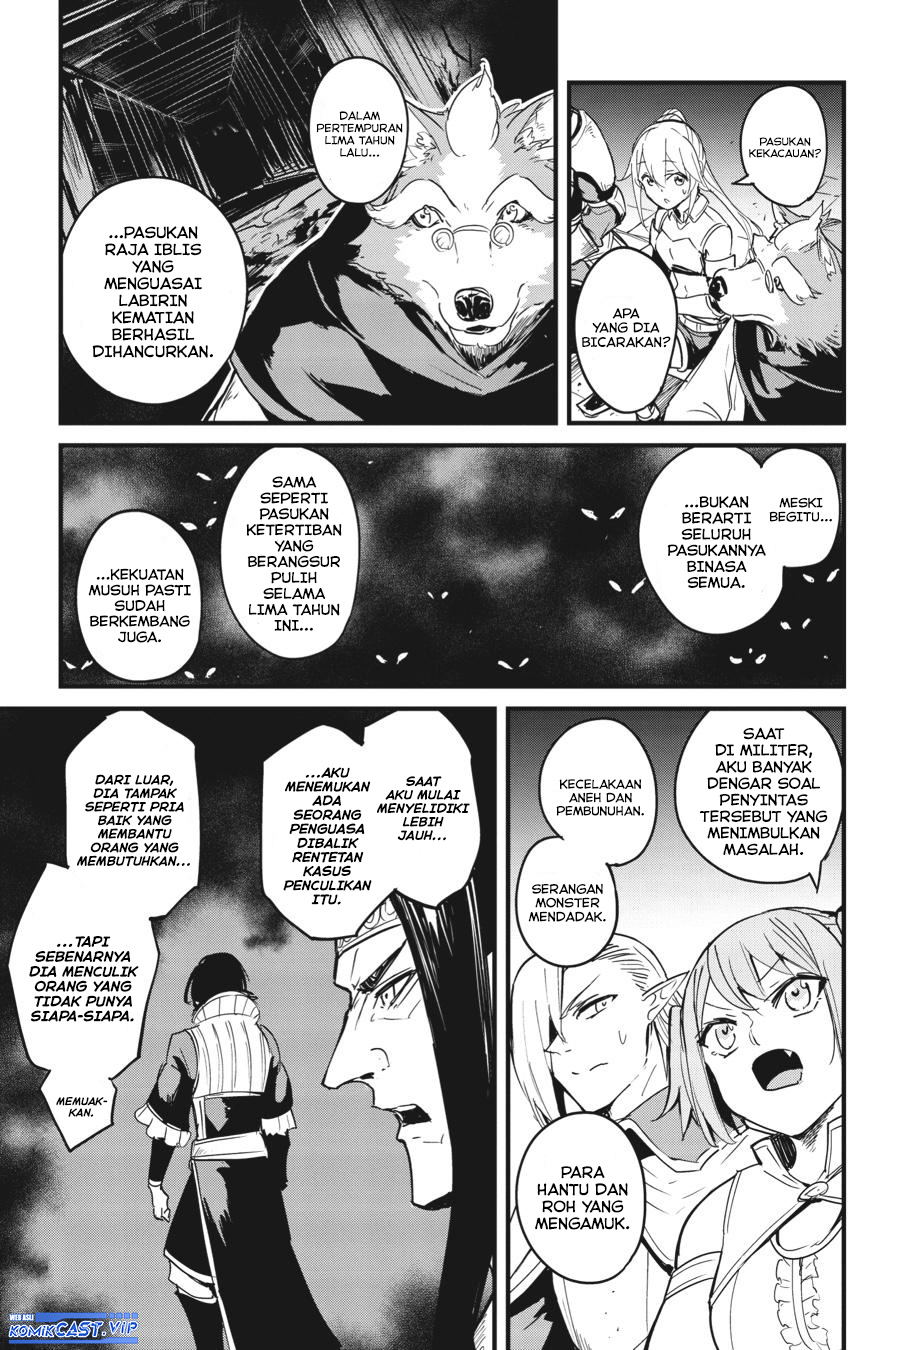 PASUKAN
KEKACAUAN?
APA
YANG DIA
BICARAKAN?
DALAM
PERTEMPURAN
LIMA TAHUN
LALU...
...PASUKAN
RAJA IBLIS
YANG
MENGUASAI
LABIRIN
KEMATIAN
BERHASIL
DIHANCURKAN.
MESKI
BEGITU...
...BUKAN
BERARTI
SELURUH
PASUKANNYA
BINASA
SEMUA.
SAMA
SEPERTI
PASUKAN
KETERTIBAN
YANG
BERANGSUR
PULIH
SELAMA
LIMA TAHUN
INI...
...KEKUATAN
MUSUH PASTI
SUDAH
BERKEMBANG
JUGA.
SAAT
DI MILITER,
AKU BANYAK
DENGAR SOAL
PENYINTAS
TERSEBUT YANG
MENIMBULKAN
MASALAH.
KECELAKAAN
ANEH DAN
PEMBUNUHAN.
SERANGAN
MONSTER
MENDADAK.
PARA
HANTU DAN
ROH YANG
MENGAMUK.
SAAT
AKU MULAI
MENYELIDIKI
LEBIH
JAUH...
...AKU
MENEMUKAN
ADA
SEORANG
PENGUASA
DIBALIK
RENTETAN
KASUS
PENCULIKAN
ITU.
DARI LUAR,
DIA TAMPAK
SEPERTI PRIA
BAIK YANG
MEMBANTU
ORANG YANG
MEMBUTUHKAN...
...TAPI
SEBENARNYA
DIA MENCULIK
ORANG YANG
TIDAK PUNYA
SIAPA-SIAPA.
MEMUAK-
KAN.
WEB ASLI
KOMIKCAST.VIP